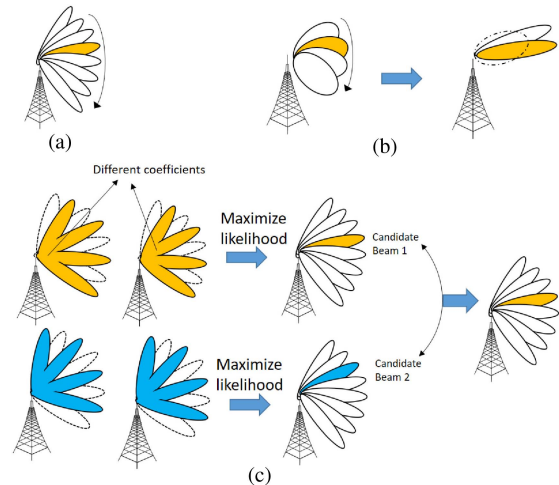 (a)
(b)
Different coefficients
Maximize
likelihood
Candidate
Beam 1
Maximize
likelihood
Candidate
Beam 2
(c)